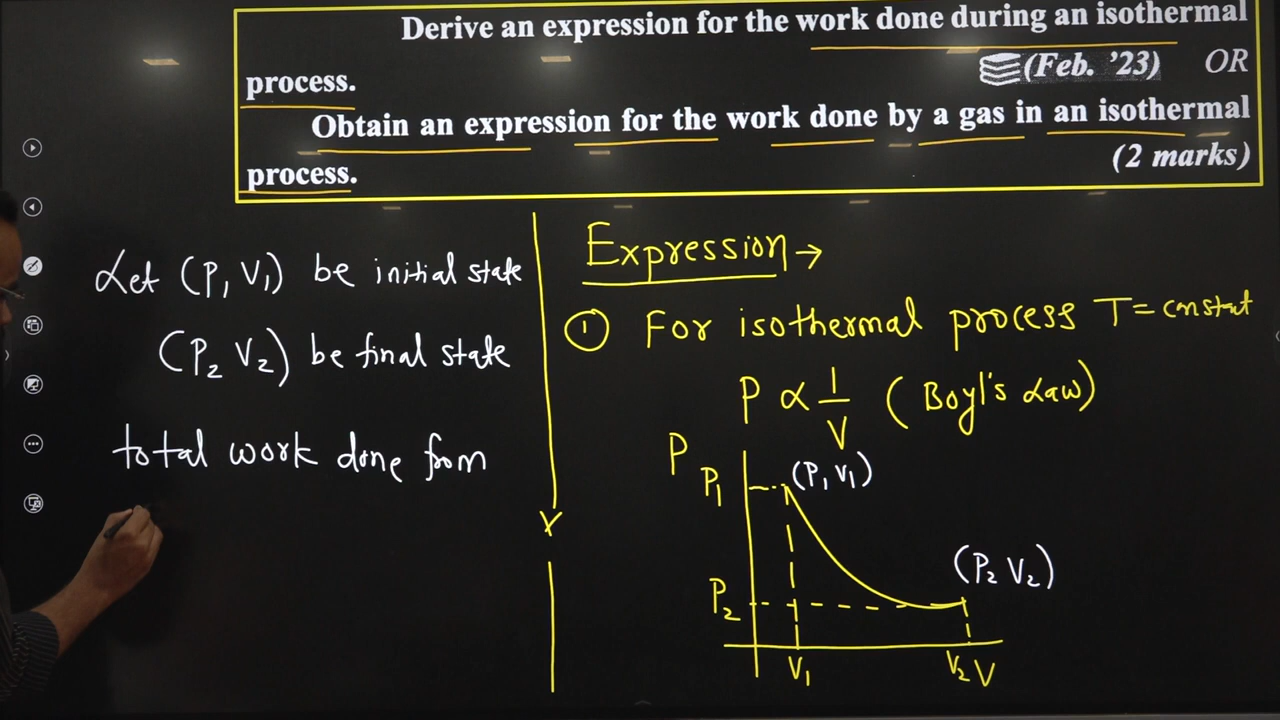 Derive an expression for the work done during an isothermal
process. (Feb. ’23) OR
Obtain an expression for the work done by a gas in an isothermal
process. (2 marks)
Let (P₁ V₁) be initial state
(P₂ V₂) be final state
total work done from
Expression →
① For isothermal process T = constant
P ∝ 1/V (Boyl's Law)
P
P₁ (P₁ V₁)
(P₂ V₂)
P₂
V₁ V₂ V